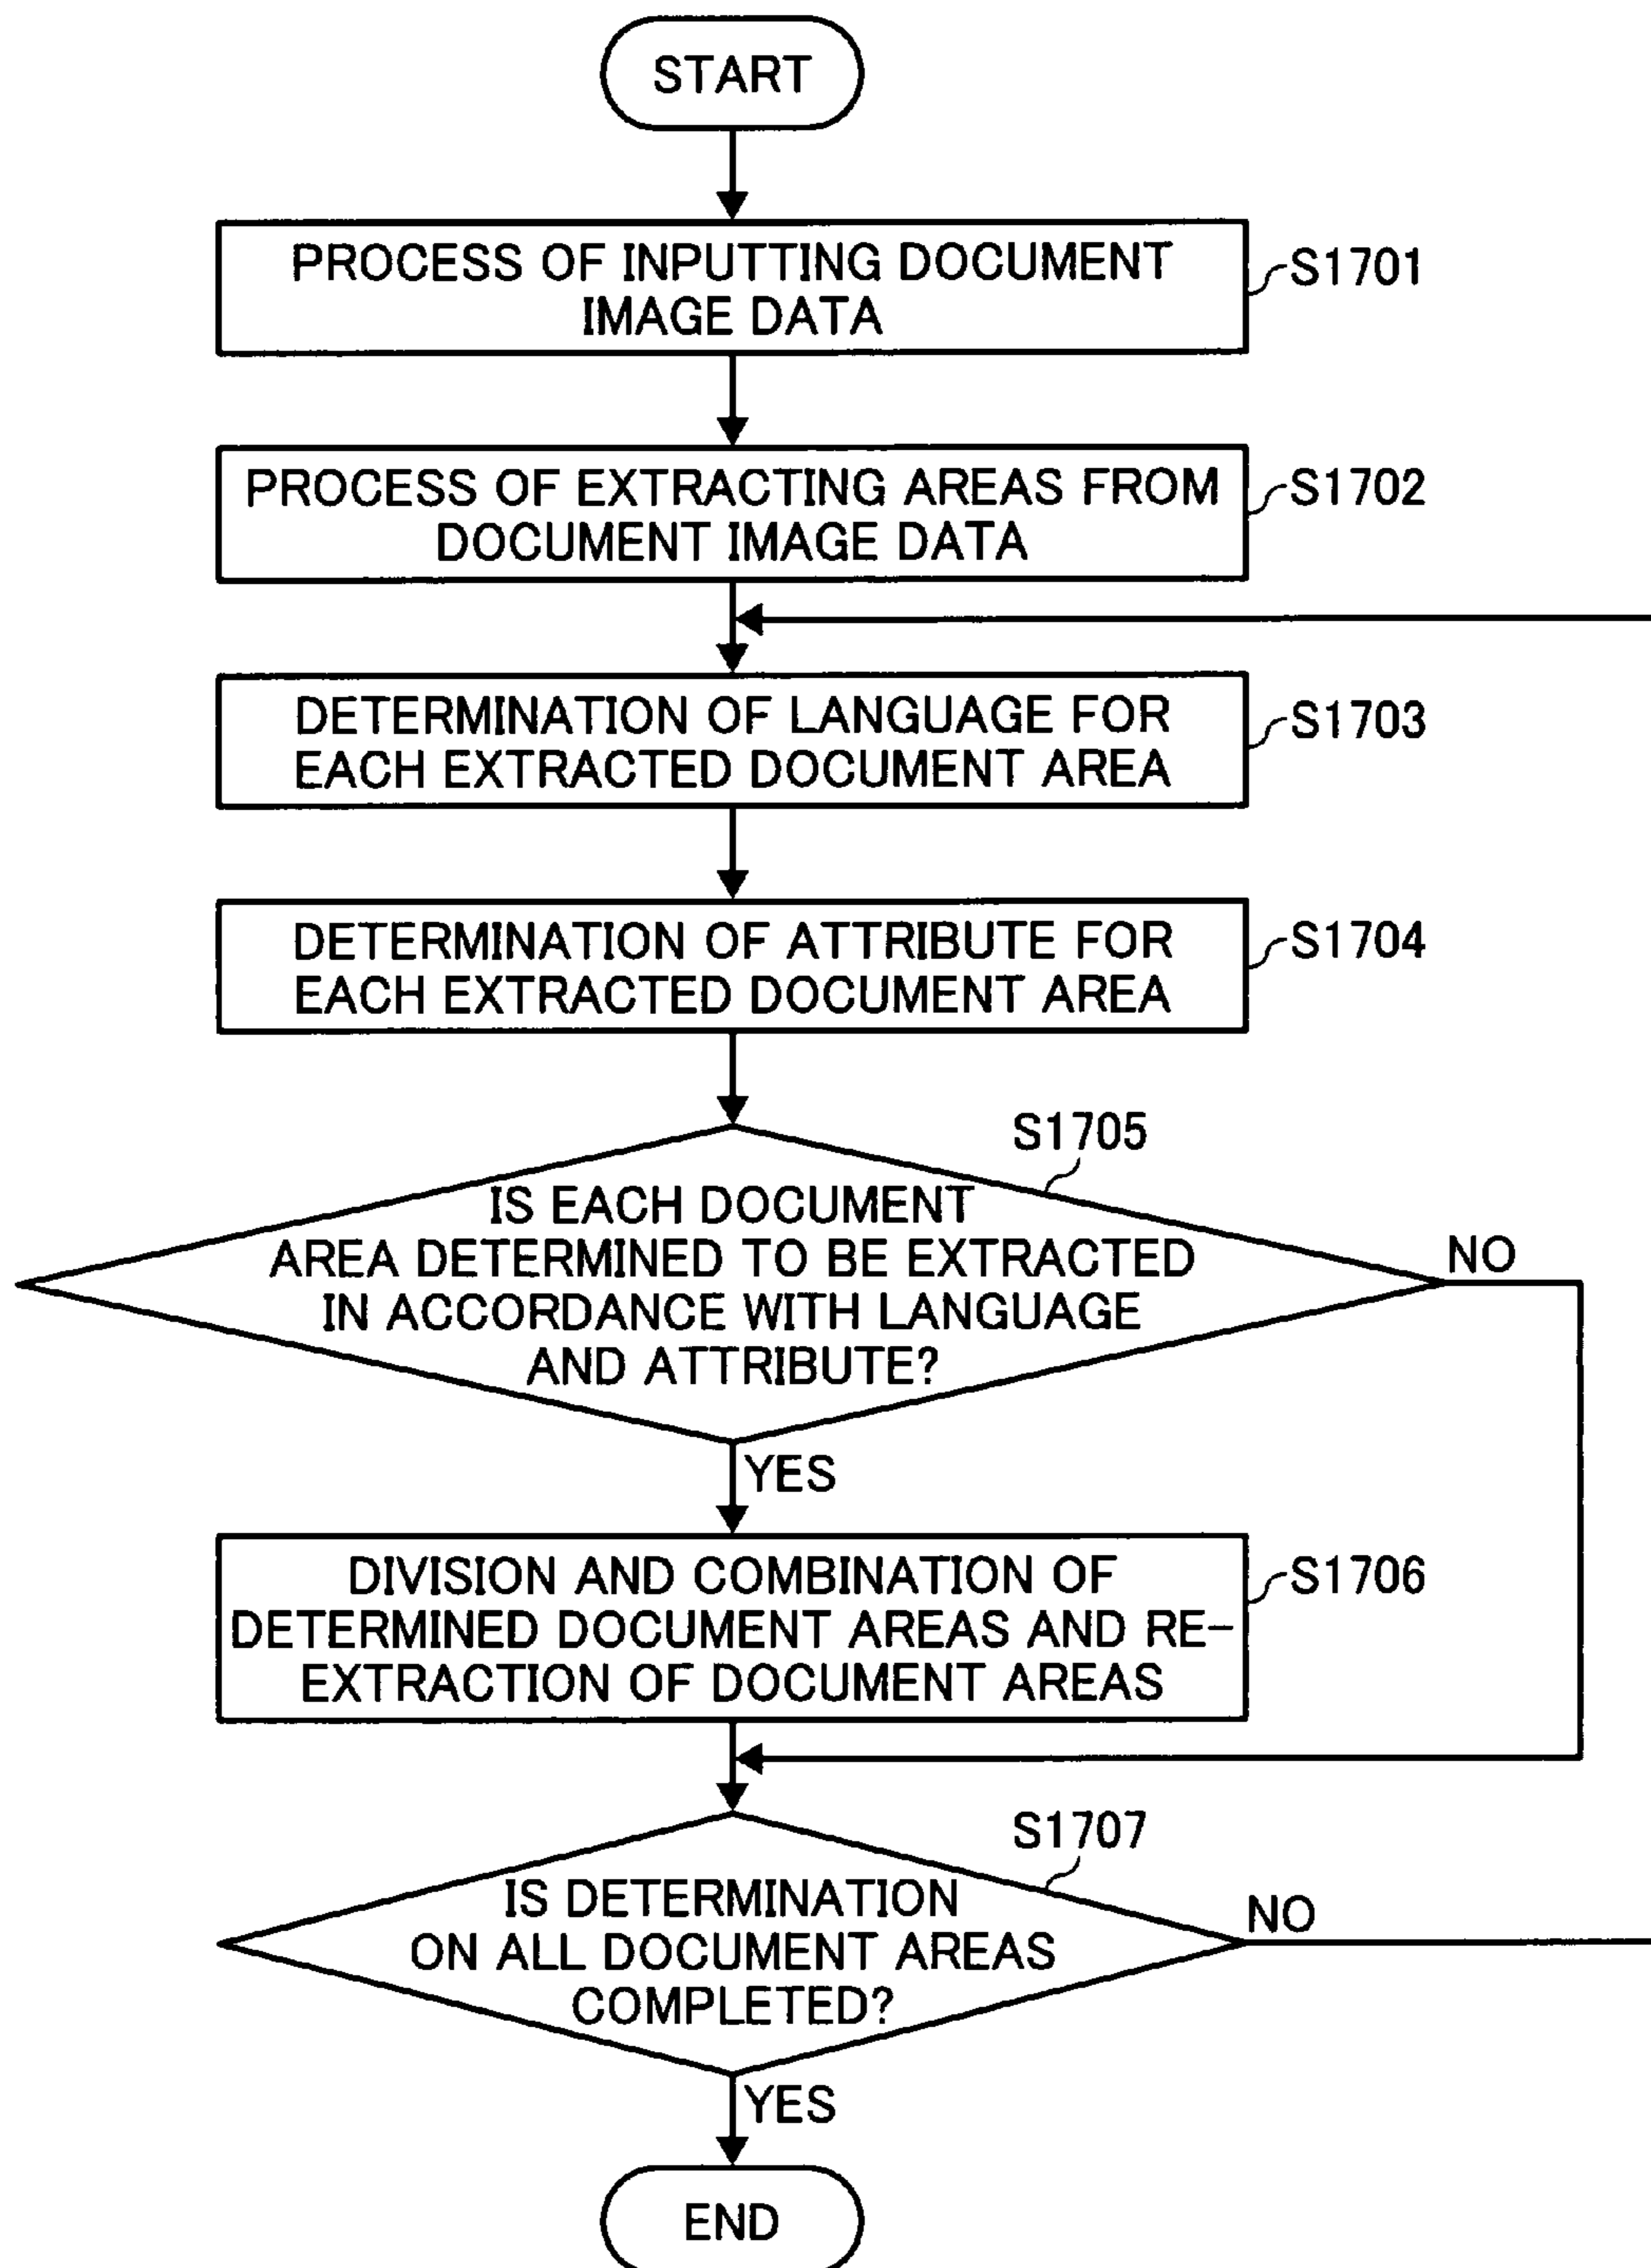 START
PROCESS OF INPUTTING DOCUMENT
IMAGE DATA
S1701
PROCESS OF EXTRACTING AREAS FROM
DOCUMENT IMAGE DATA
S1702
DETERMINATION OF LANGUAGE FOR
EACH EXTRACTED DOCUMENT AREA
S1703
DETERMINATION OF ATTRIBUTE FOR
EACH EXTRACTED DOCUMENT AREA
S1704
S1705
IS EACH DOCUMENT
AREA DETERMINED TO BE EXTRACTED
IN ACCORDANCE WITH LANGUAGE
AND ATTRIBUTE?
NO
YES
DIVISION AND COMBINATION OF
DETERMINED DOCUMENT AREAS AND RE-
EXTRACTION OF DOCUMENT AREAS
S1706
S1707
IS DETERMINATION
ON ALL DOCUMENT AREAS
COMPLETED?
NO
YES
END